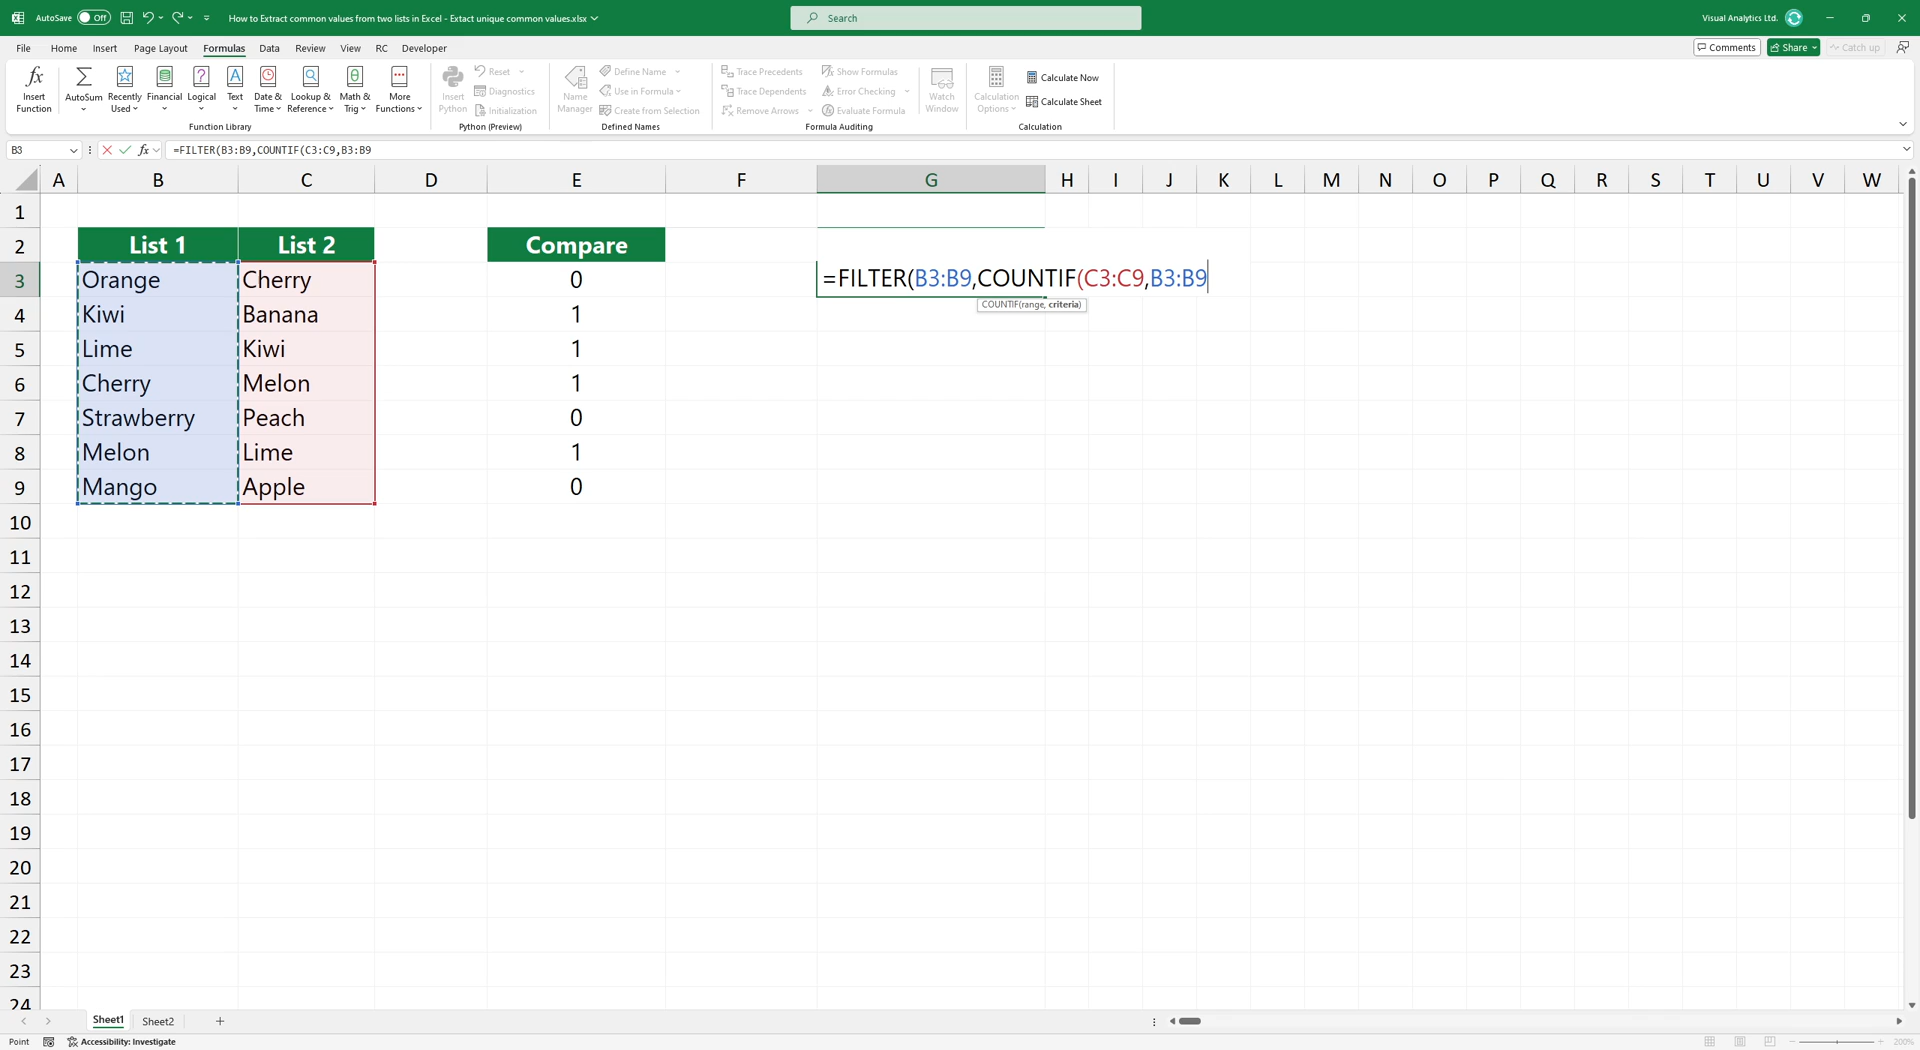 AutoSave Off How to Extract common values from two lists in Excel - Extact unique common values.xlsx Search Visual Analytics Ltd.
File Home Insert Page Layout Formulas Data Review View RC Developer Comments Share Catch up
Insert Function AutoSum Recently Used Financial Logical Text Date & Time Lookup & Reference Math & Trig More Functions
Function Library
Insert Python Reset Diagnostics Initialization
Python (Preview)
Name Manager Define Name Use in Formula Create from Selection
Defined Names
Trace Precedents Trace Dependents Remove Arrows Show Formulas Error Checking Evaluate Formula
Formula Auditing
Watch Window
Calculation Options Calculate Now Calculate Sheet
Calculation
B3 fx =FILTER(B3:B9,COUNTIF(C3:C9,B3:B9
A B C D E F G H I J K L M N O P Q R S T U V W
1
2 List 1 List 2 Compare
3 Orange Cherry 0 =FILTER(B3:B9,COUNTIF(C3:C9,B3:B9
COUNTIF(range, criteria)
4 Kiwi Banana 1
5 Lime Kiwi 1
6 Cherry Melon 1
7 Strawberry Peach 0
8 Melon Lime 1
9 Mango Apple 0
10
11
12
13
14
15
16
17
18
19
20
21
22
23
24
Sheet1 Sheet2
Point Accessibility: Investigate 200%